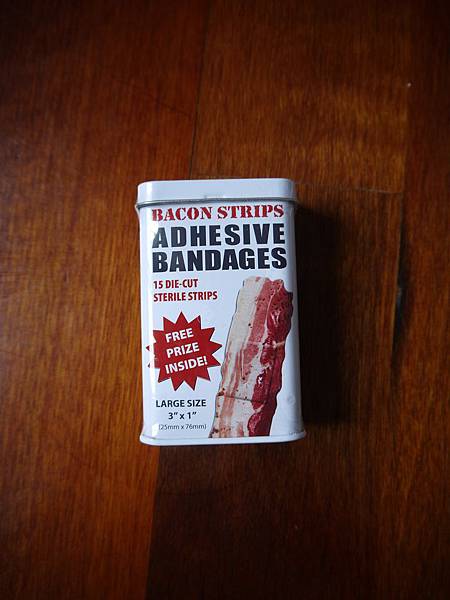 BACON STRIPS
ADHESIVE
BANDAGES
15 DIE-CUT
STERILE STRIPS
FREE
PRIZE
INSIDE!
LARGE SIZE
3" x 1"
(25mm x 76mm)